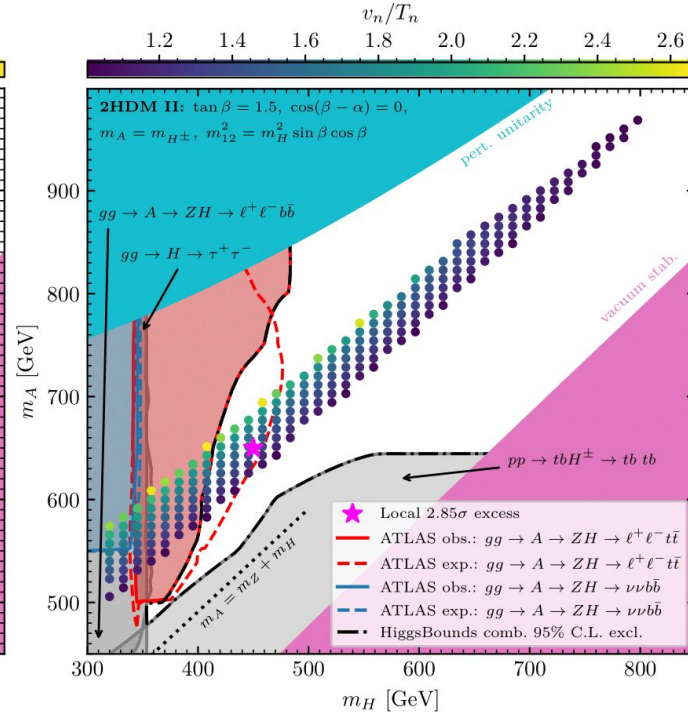 v_n/T_n
1.2 1.4 1.6 1.8 2.0 2.2 2.4 2.6
2HDM II: tan β = 1.5, cos(β − α) = 0,
m_A = m_{H^±}, m_{12}^2 = m_H^2 sin β cos β
pert. unitarity
gg → A → ZH → ℓ^+ℓ^−bb̄
gg → H → τ^+τ^−
vacuum stab.
pp → tbH^± → tb tb
m_A = m_Z + m_H
Local 2.85σ excess
ATLAS obs.: gg → A → ZH → ℓ^+ℓ^−tt̄
ATLAS exp.: gg → A → ZH → ℓ^+ℓ^−tt̄
ATLAS obs.: gg → A → ZH → ννbb̄
ATLAS exp.: gg → A → ZH → ννbb̄
HiggsBounds comb. 95% C.L. excl.
900
800
700
600
500
m_A [GeV]
300 400 500 600 700 800
m_H [GeV]